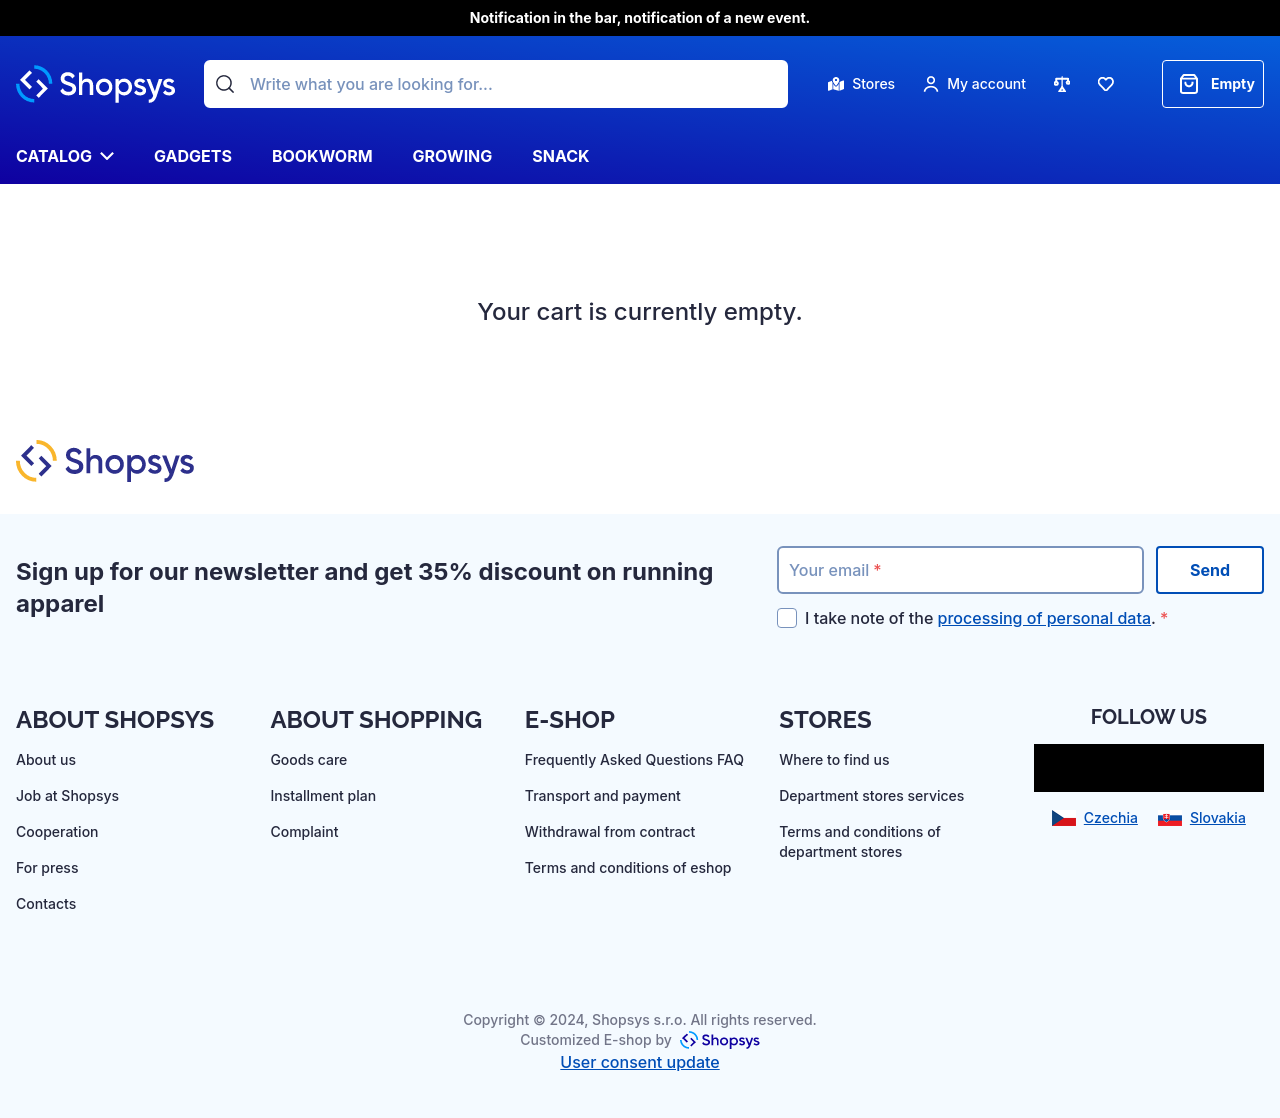 Notification in the bar, notification of a new event.
Shopsys
Write what you are looking for...
Stores
My account
Empty
CATALOG
GADGETS
BOOKWORM
GROWING
SNACK
Your cart is currently empty.
Shopsys
Sign up for our newsletter and get 35% discount on running
apparel
Your email *
Send
I take note of the processing of personal data. *
ABOUT SHOPSYS
About us
Job at Shopsys
Cooperation
For press
Contacts
ABOUT SHOPPING
Goods care
Installment plan
Complaint
E-SHOP
Frequently Asked Questions FAQ
Transport and payment
Withdrawal from contract
Terms and conditions of eshop
STORES
Where to find us
Department stores services
Terms and conditions of
department stores
FOLLOW US
Czechia
Slovakia
Copyright © 2024, Shopsys s.r.o. All rights reserved.
Customized E-shop by Shopsys
User consent update